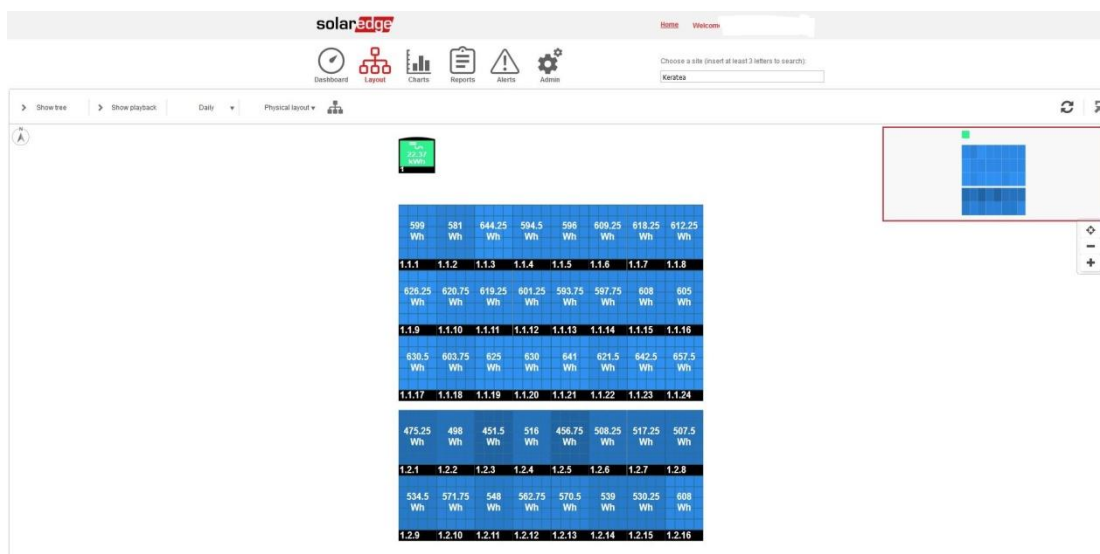 solaredge
Home Welcom
Dashboard Layout Charts Reports Alerts Admin
Choose a site (insert at least 3 letters to search):
Keratea
Show tree Show playback Daily Physical layout
N
22.37
kWh
1
599 581 644.25 594.5 596 609.25 618.25 612.25
Wh Wh Wh Wh Wh Wh Wh Wh
1.1.1 1.1.2 1.1.3 1.1.4 1.1.5 1.1.6 1.1.7 1.1.8
626.25 620.75 619.25 601.25 593.75 597.75 608 605
Wh Wh Wh Wh Wh Wh Wh Wh
1.1.9 1.1.10 1.1.11 1.1.12 1.1.13 1.1.14 1.1.15 1.1.16
630.5 603.75 625 630 641 621.5 642.5 657.5
Wh Wh Wh Wh Wh Wh Wh Wh
1.1.17 1.1.18 1.1.19 1.1.20 1.1.21 1.1.22 1.1.23 1.1.24
475.25 498 451.5 516 456.75 508.25 517.25 507.5
Wh Wh Wh Wh Wh Wh Wh Wh
1.2.1 1.2.2 1.2.3 1.2.4 1.2.5 1.2.6 1.2.7 1.2.8
534.5 571.75 548 562.75 570.5 539 530.25 608
Wh Wh Wh Wh Wh Wh Wh Wh
1.2.9 1.2.10 1.2.11 1.2.12 1.2.13 1.2.14 1.2.15 1.2.16